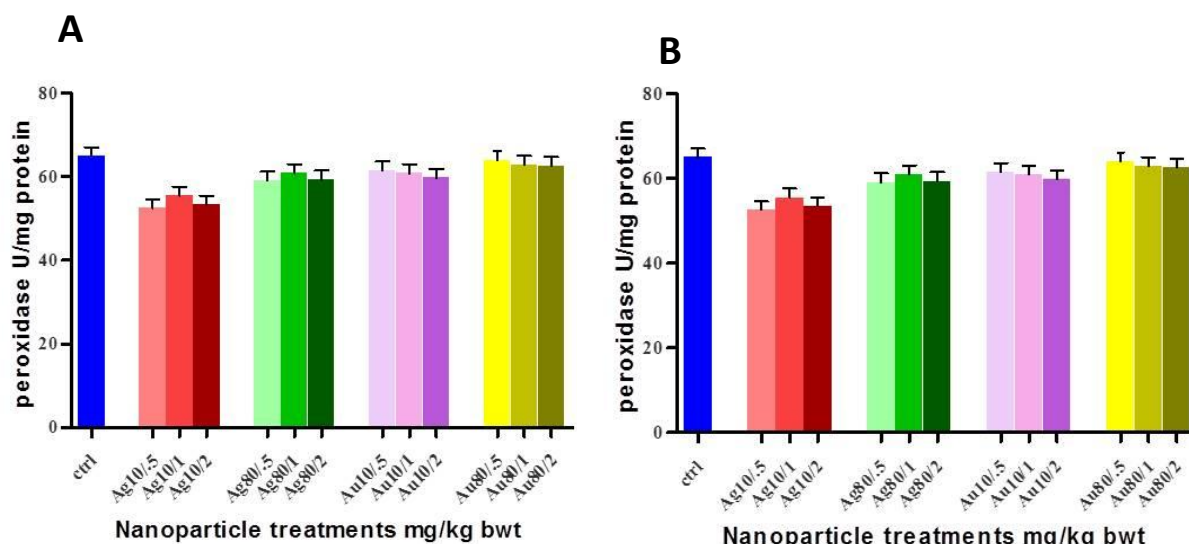 A
peroxidase U/mg protein
80
60
40
20
0
ctrl
Ag10/.5
Ag10/1
Ag10/2
Ag80/.5
Ag80/1
Ag80/2
Au10/.5
Au10/1
Au10/2
Au80/.5
Au80/1
Au80/2
Nanoparticle treatments mg/kg bwt
B
peroxidase U/mg protein
80
60
40
20
0
ctrl
Ag10/.5
Ag10/1
Ag10/2
Ag80/.5
Ag80/1
Ag80/2
Au10/.5
Au10/1
Au10/2
Au80/.5
Au80/1
Au80/2
Nanoparticle treatments mg/kg bwt